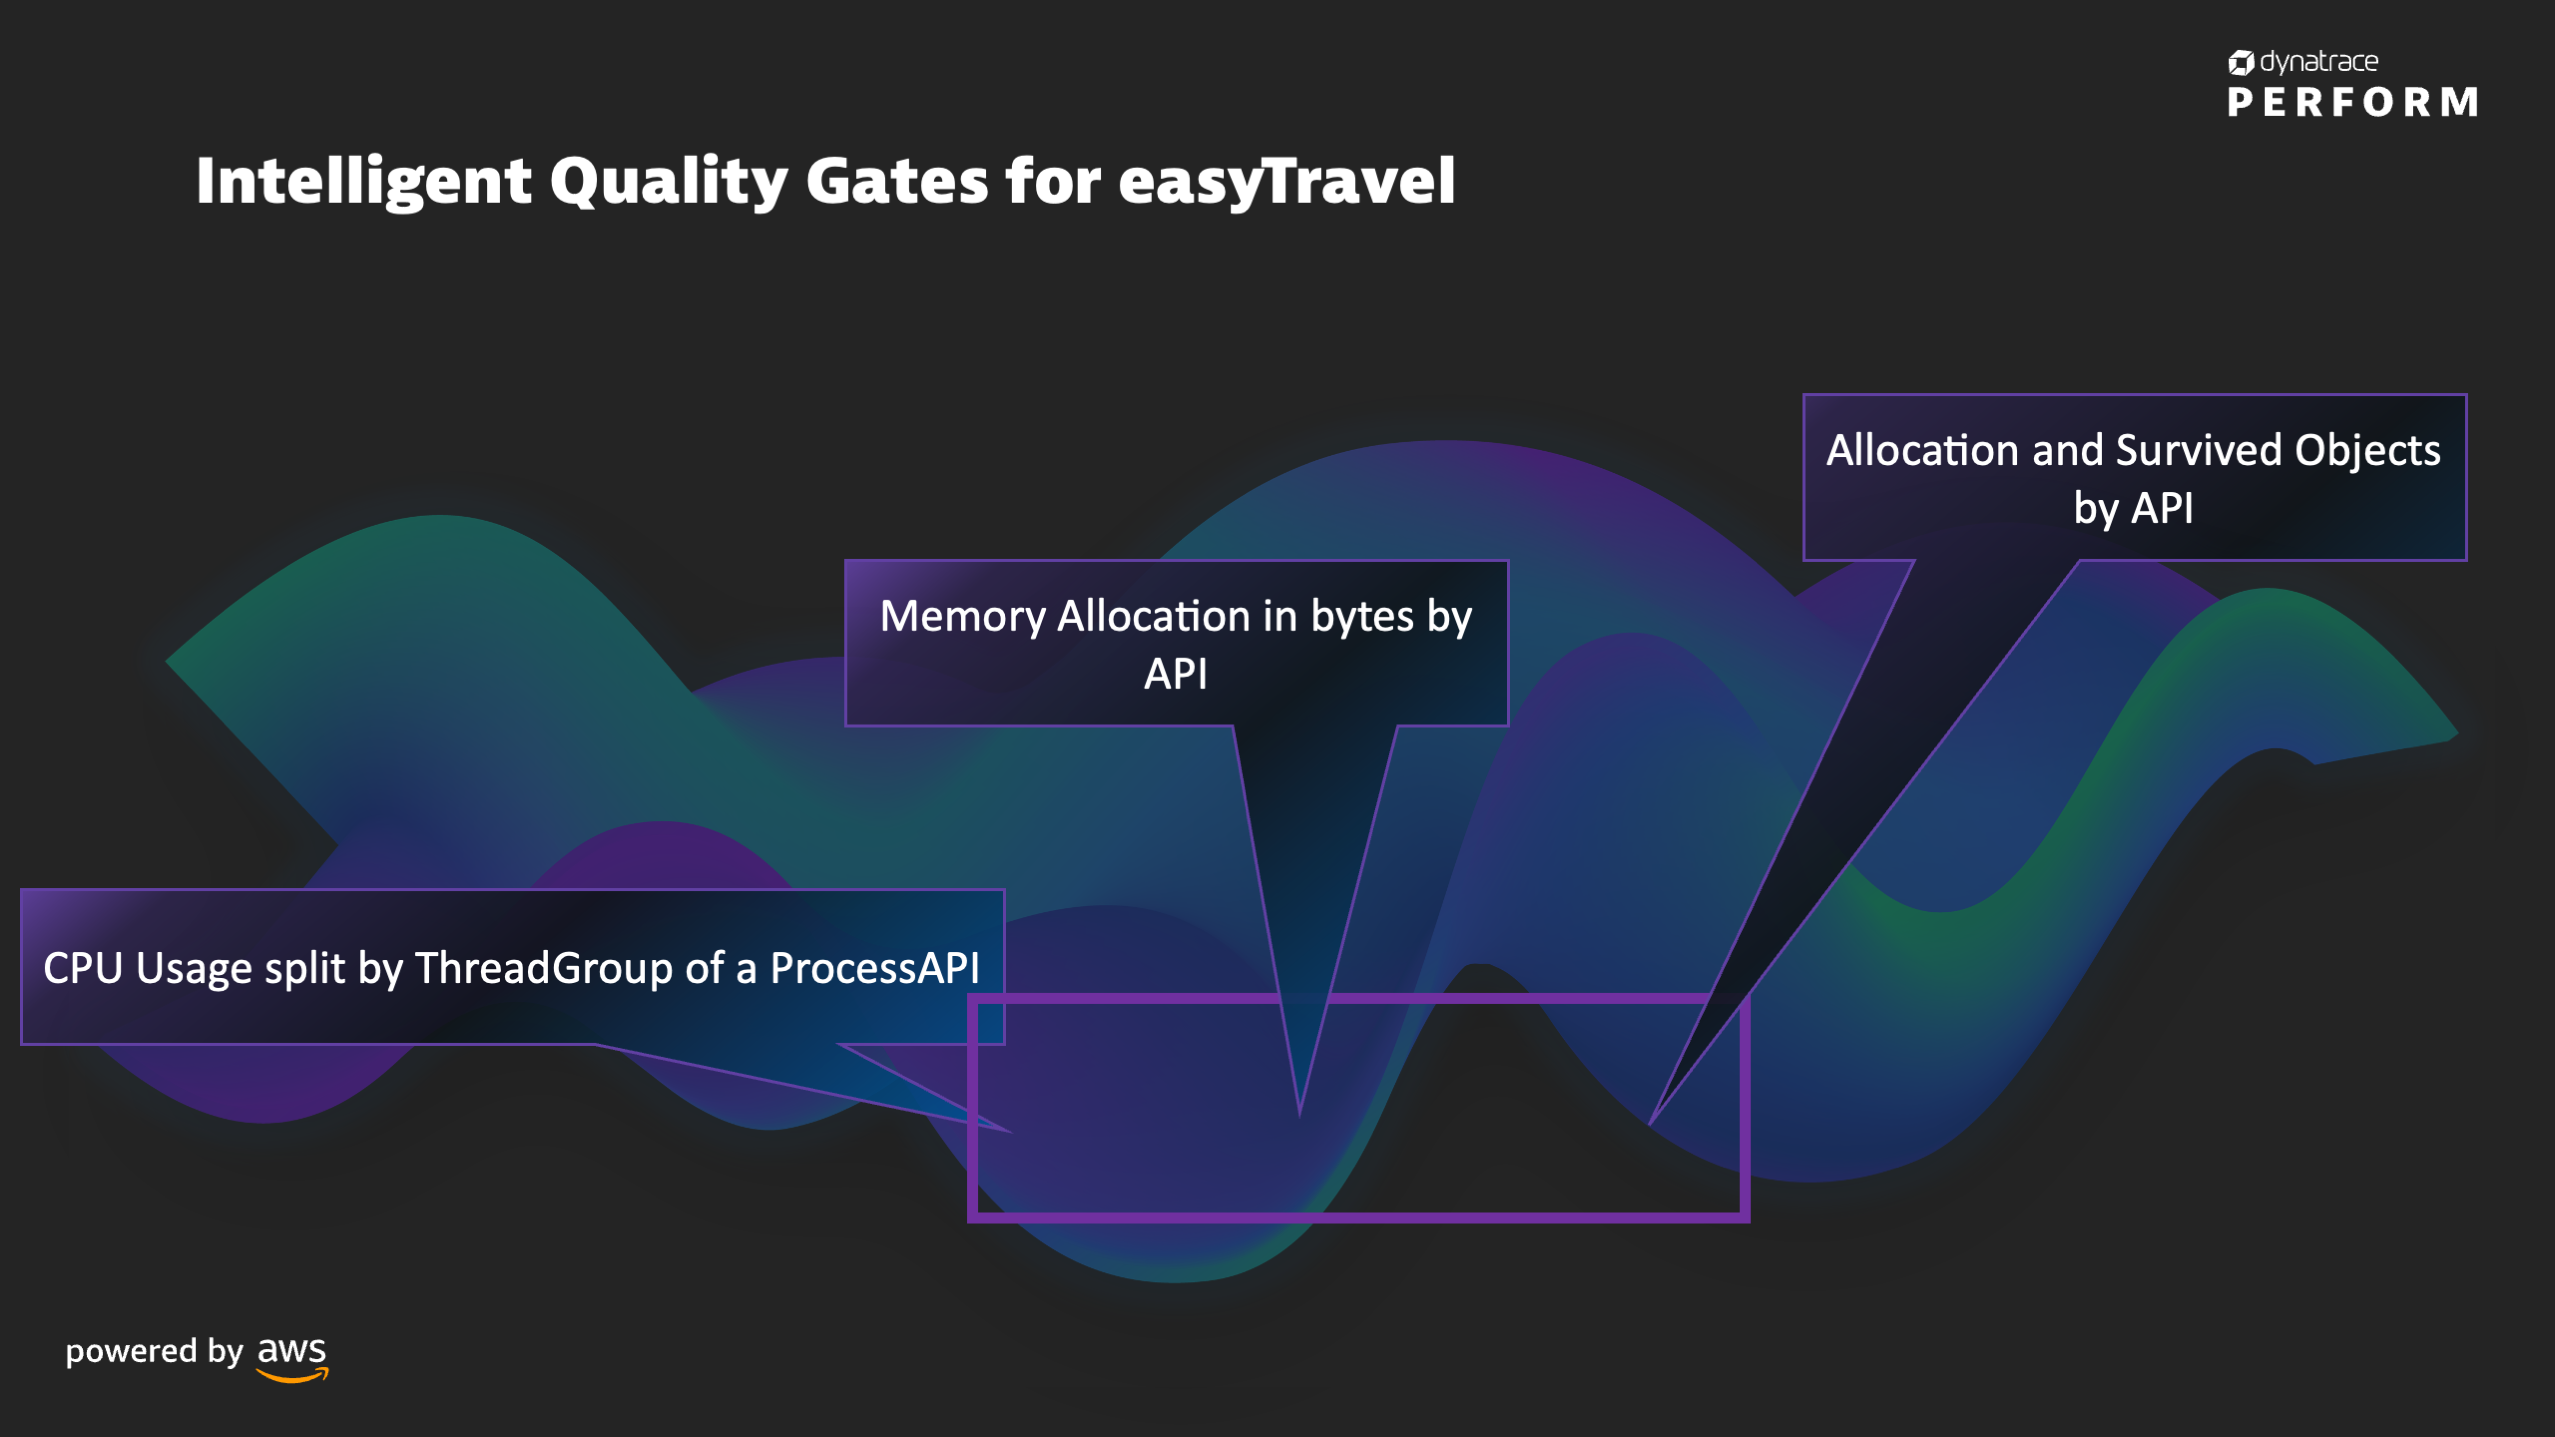 dynatrace
PERFORM
Intelligent Quality Gates for easyTravel
Allocation and Survived Objects
by API
Memory Allocation in bytes by
API
CPU Usage split by ThreadGroup of a ProcessAPI
powered by aws